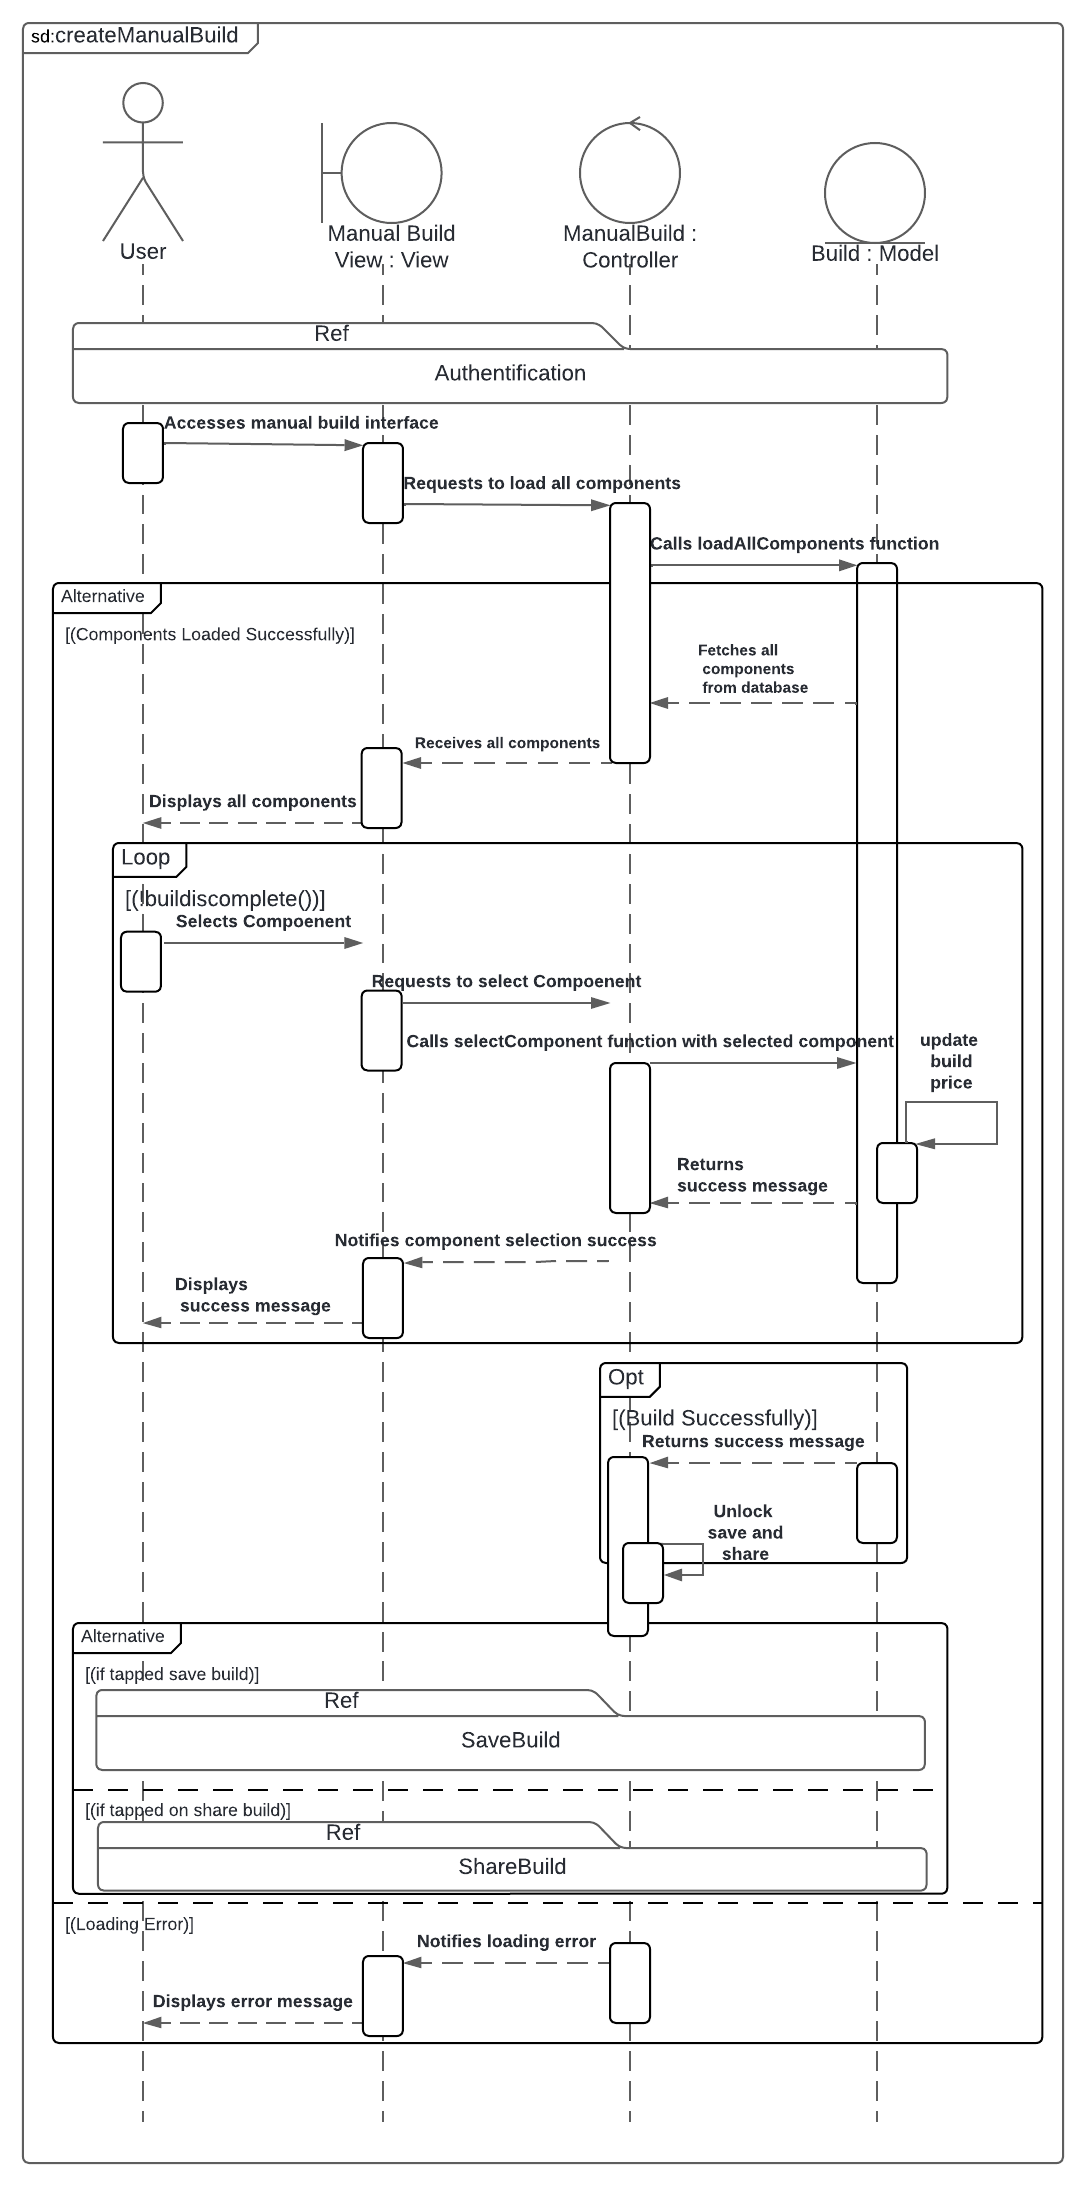 sd:createManualBuild
User
Manual Build
View : View
ManualBuild :
Controller
Build : Model
Ref
Authentification
Accesses manual build interface
Requests to load all components
Calls loadAllComponents function
Alternative
[(Components Loaded Successfully)]
Fetches all
components
from database
Receives all components
Displays all components
Loop
[(!buildiscomplete())]
Selects Compoenent
Requests to select Compoenent
Calls selectComponent function with selected component
update
build
price
Returns
success message
Notifies component selection success
Displays
success message
Opt
[(Build Successfully)]
Returns success message
Unlock
save and
share
Alternative
[(if tapped save build)]
Ref
SaveBuild
[(if tapped on share build)]
Ref
ShareBuild
[(Loading Error)]
Notifies loading error
Displays error message